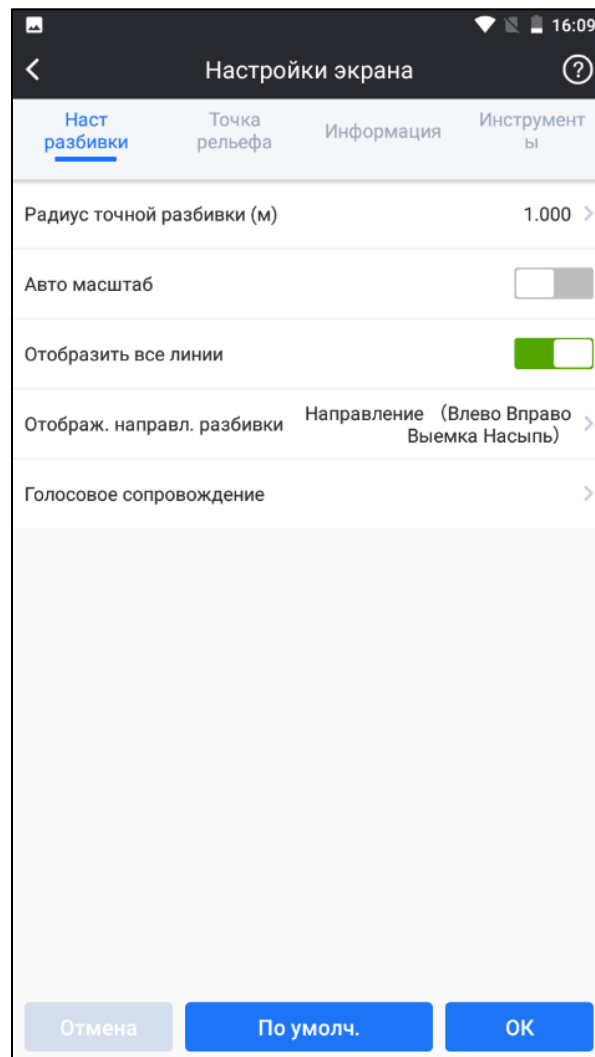 16:09
Настройки экрана
?
Наст
разбивки
Точка
рельефа
Информация
Инструмент
ы
Радиус точной разбивки (м)
1.000
Авто масштаб
Отобразить все линии
Отображ. направл. разбивки
Направление （Влево Вправо
Выемка Насыпь）
Голосовое сопровождение
Отмена
По умолч.
OK